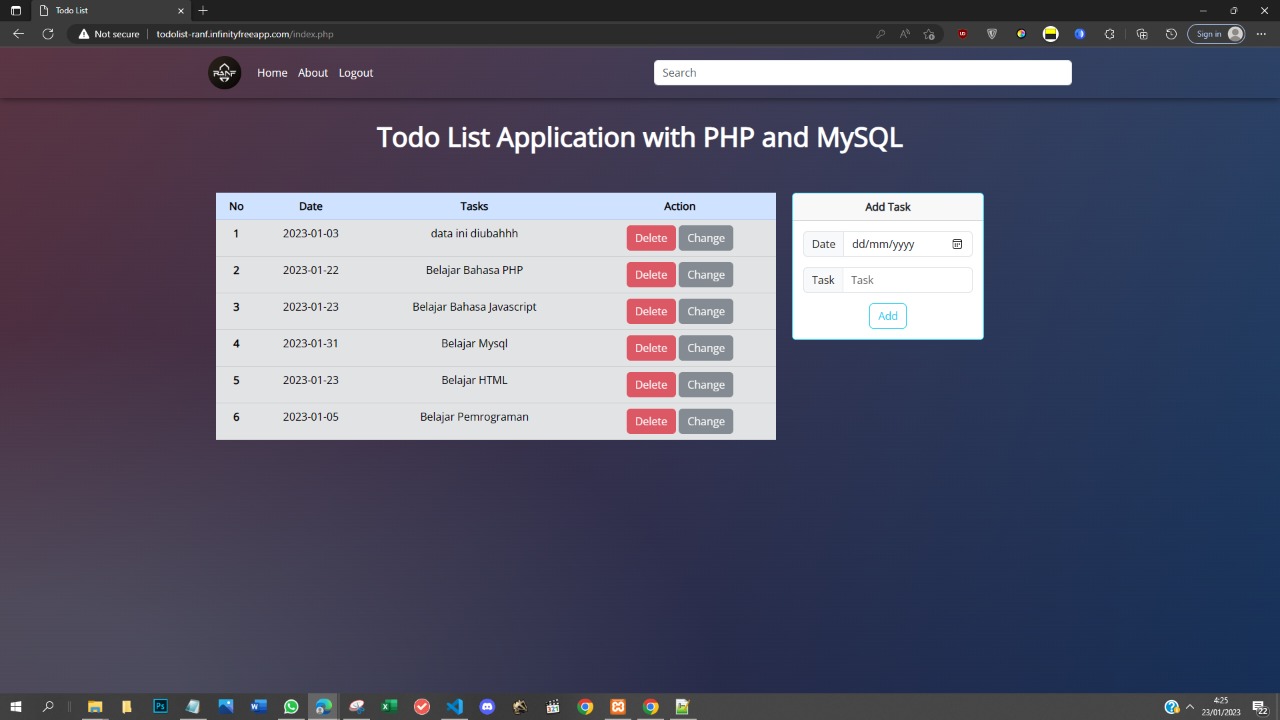 Todo List
Not secure
todolist-ranf.infinityfreeapp.com/index.php
Sign in
RANF
Home About Logout
Search
Todo List Application with PHP and MySQL
No Date Tasks Action
1 2023-01-03 data ini diubahhh Delete Change
2 2023-01-22 Belajar Bahasa PHP Delete Change
3 2023-01-23 Belajar Bahasa Javascript Delete Change
4 2023-01-31 Belajar Mysql Delete Change
5 2023-01-23 Belajar HTML Delete Change
6 2023-01-05 Belajar Pemrograman Delete Change
Add Task
Date dd/mm/yyyy
Task Task
Add
Ps
4:25
23/01/2023
22